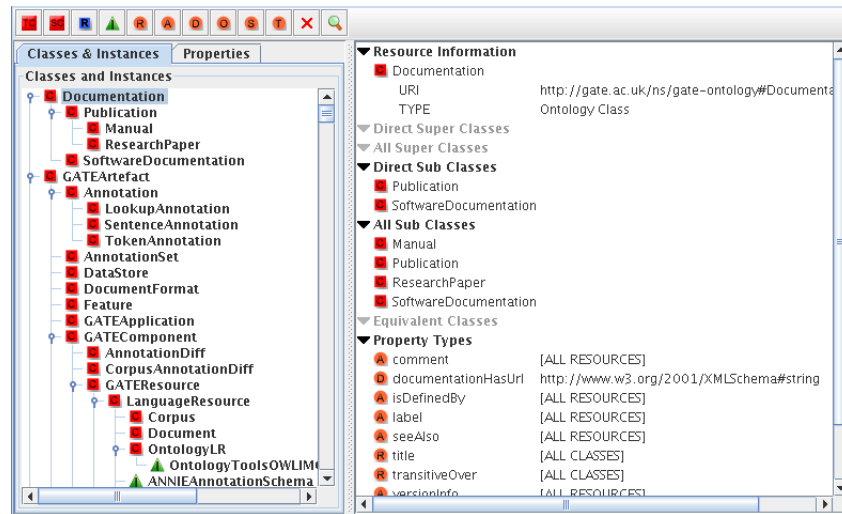 TC SC R A R A D O S T
Classes & Instances Properties
Classes and Instances
C Documentation
C Publication
C Manual
C ResearchPaper
C SoftwareDocumentation
C GATEArtefact
C Annotation
C LookupAnnotation
C SentenceAnnotation
C TokenAnnotation
C AnnotationSet
C DataStore
C DocumentFormat
C Feature
C GATEApplication
C GATEComponent
C AnnotationDiff
C CorpusAnnotationDiff
C GATEResource
C LanguageResource
C Corpus
C Document
C OntologyLR
OntologyToolsOWLIM
ANNIEAnnotationSchema
Resource Information
C Documentation
URI http://gate.ac.uk/ns/gate-ontology#Documenta
TYPE Ontology Class
Direct Super Classes
All Super Classes
Direct Sub Classes
C Publication
C SoftwareDocumentation
All Sub Classes
C Manual
C Publication
C ResearchPaper
C SoftwareDocumentation
Equivalent Classes
Property Types
A comment [ALL RESOURCES]
D documentationHasUrl http://www.w3.org/2001/XMLSchema#string
A isDefinedBy [ALL RESOURCES]
A label [ALL RESOURCES]
A seeAlso [ALL RESOURCES]
R title [ALL CLASSES]
R transitiveOver [ALL CLASSES]
A versionInfo [ALL RESOURCES]